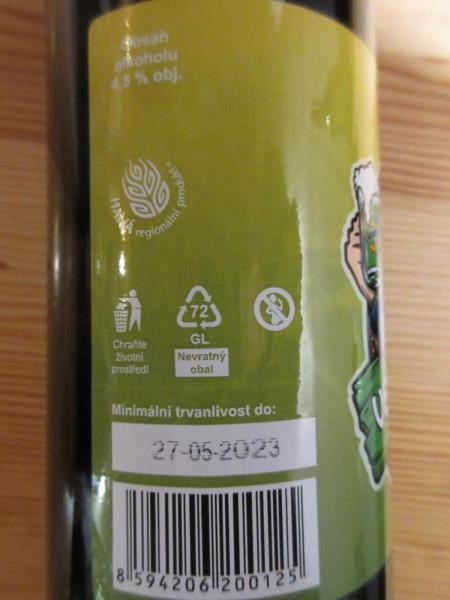 Obsah
alkoholu
4,5 % obj.
HANÁ regionální produkt®
72
GL
Chraňte
životní
prostředí
Nevratný
obal
Minimální trvanlivost do:
27-05-2023
8 594206 200125